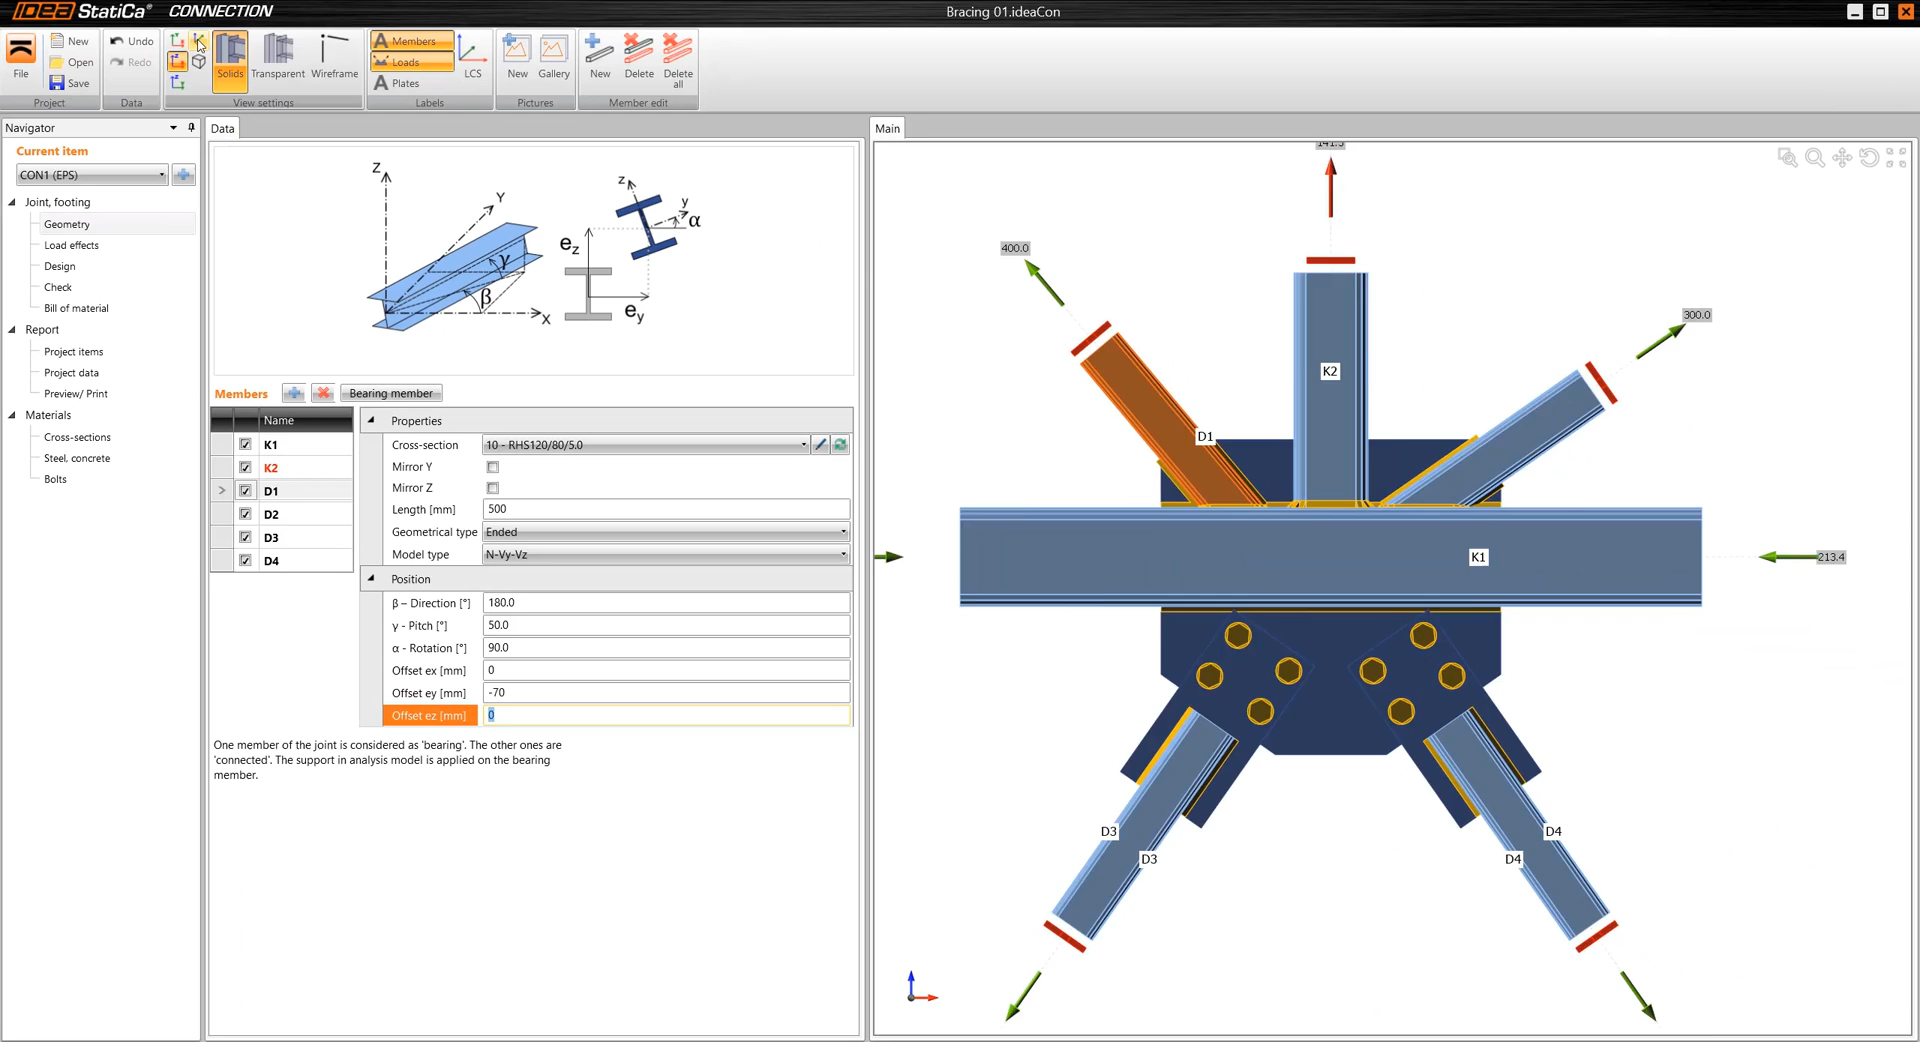 IDEA StatiCa® CONNECTION
Bracing 01.ideaCon
File
New
Open
Save
Project
Undo
Redo
Data
Solids
Transparent
Wireframe
View settings
Members
Loads
Plates
LCS
Labels
New
Gallery
Pictures
New
Delete
Delete all
Member edit
Navigator
Current item
CON1 (EPS)
Joint, footing
Geometry
Load effects
Design
Check
Bill of material
Report
Project items
Project data
Preview/ Print
Materials
Cross-sections
Steel, concrete
Bolts
Data
Z
Y
X
γ
β
z
y
α
ez
ey
Members
Bearing member
Name
K1
K2
D1
D2
D3
D4
Properties
Cross-section 10 - RHS120/80/5.0
Mirror Y
Mirror Z
Length [mm] 500
Geometrical type Ended
Model type N-Vy-Vz
Position
β – Direction [°] 180.0
γ - Pitch [°] 50.0
α - Rotation [°] 90.0
Offset ex [mm] 0
Offset ey [mm] -70
Offset ez [mm] 0
One member of the joint is considered as 'bearing'. The other ones are
'connected'. The support in analysis model is applied on the bearing
member.
Main
400.0
300.0
K2
D1
K1
213.4
D3
D3
D4
D4